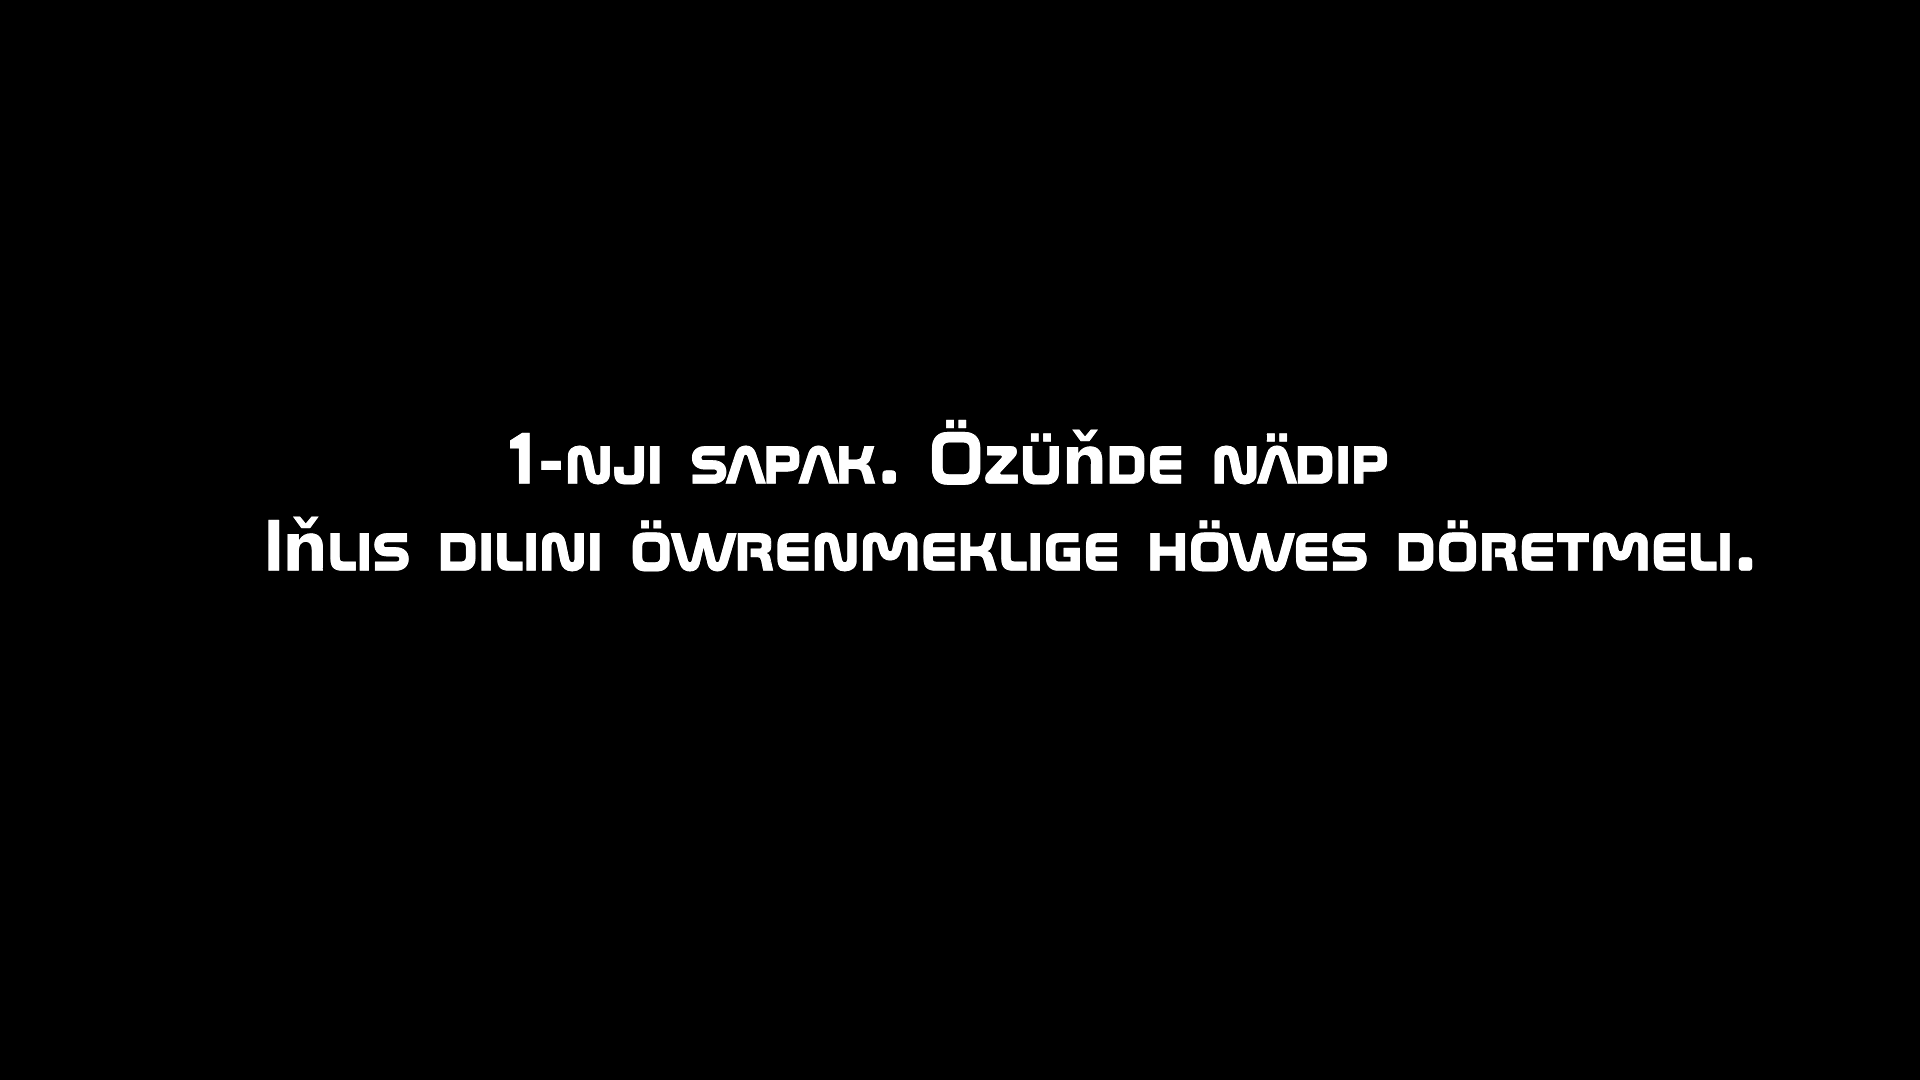 1-nji sapak. Özüňde nädip
Iňlis dilini öwrenmeklige höwes döretmeli.